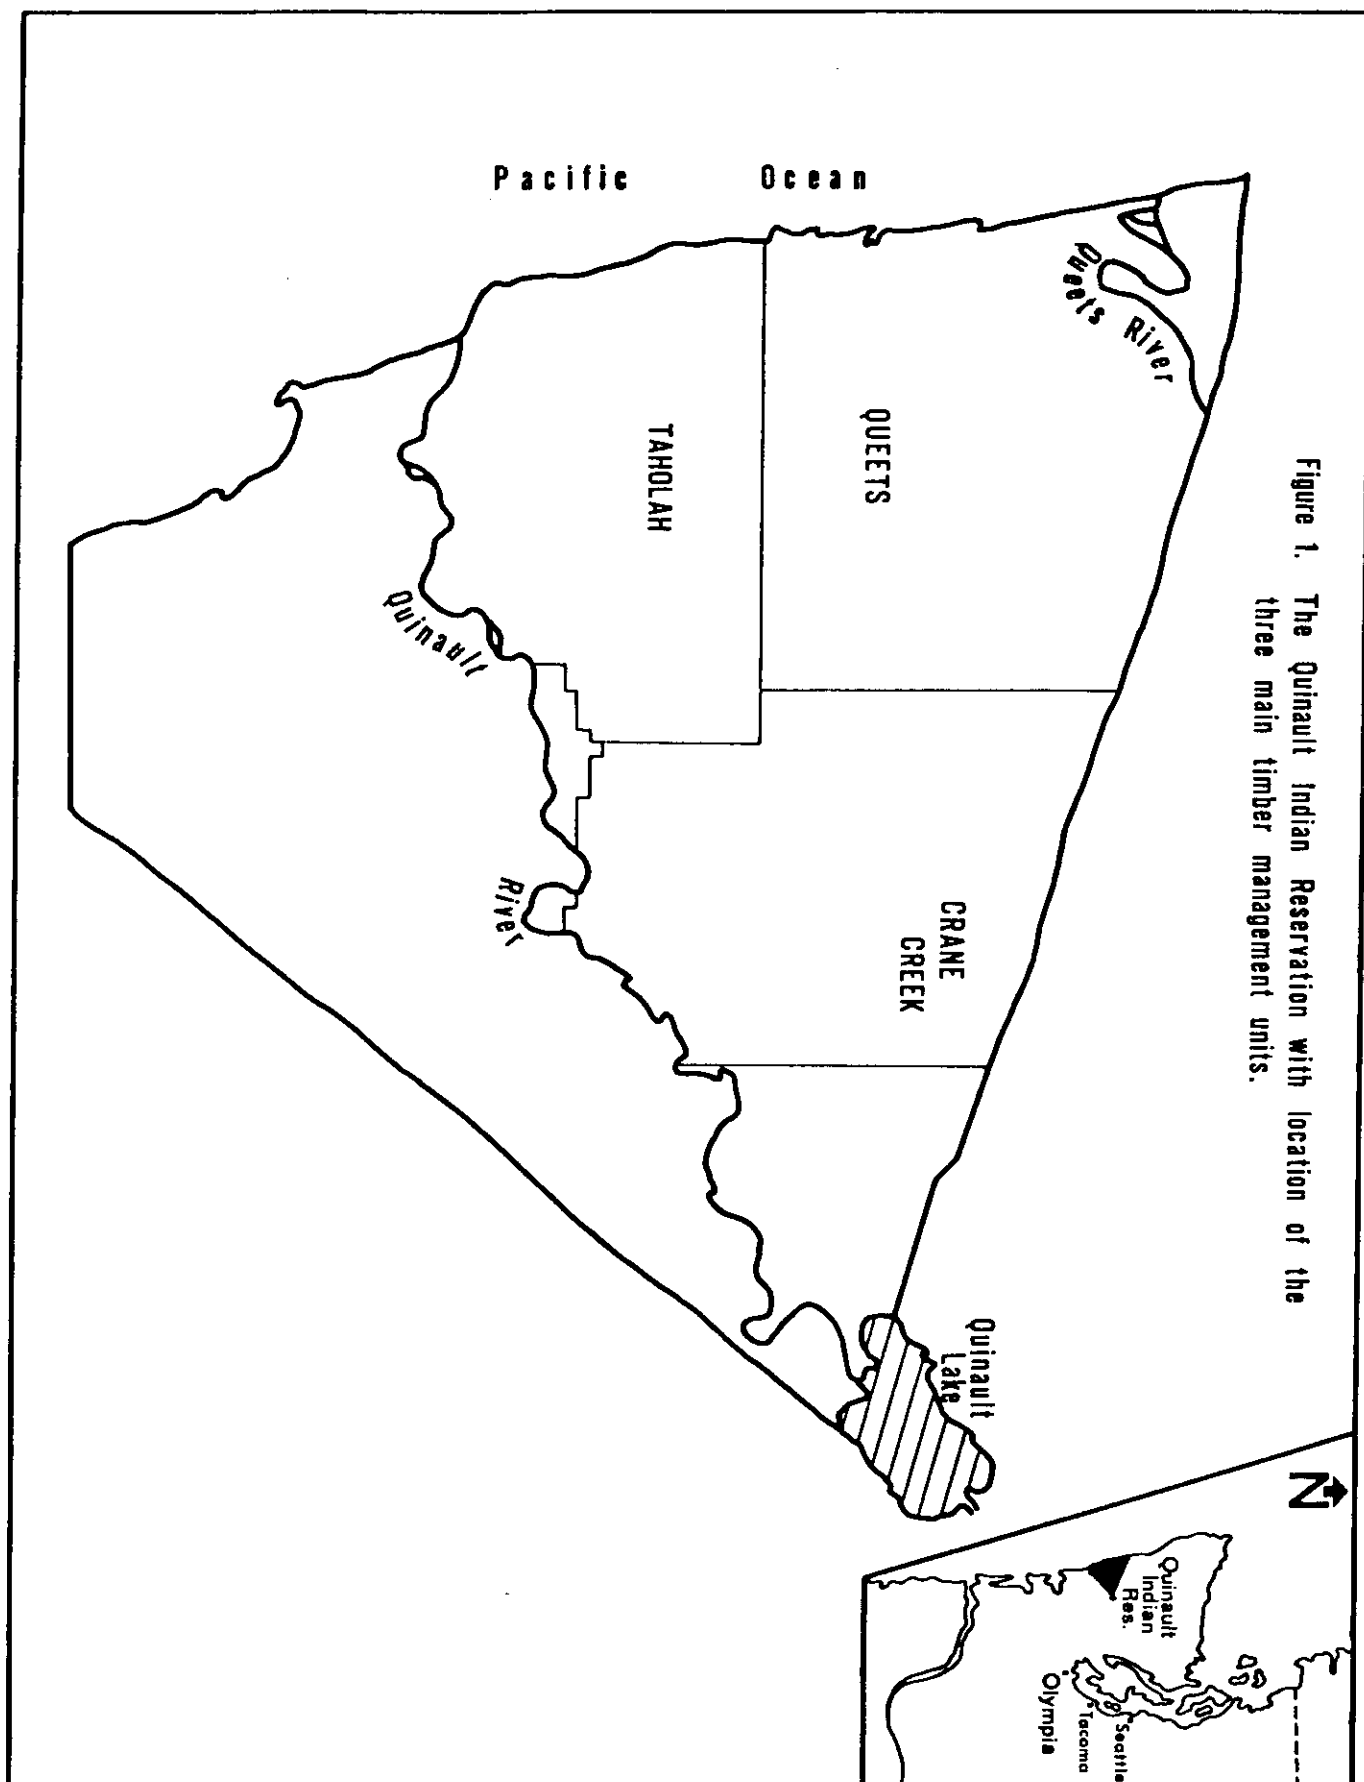 Figure 1. The Quinault Indian Reservation with location of the
three main timber management units.
N
Quinault
Indian
Res.
Seattle
Tacoma
Olympia
Queets River
Pacific Ocean
QUEETS
CRANE
CREEK
Quinault
Lake
TAHOLAH
Quinault
River